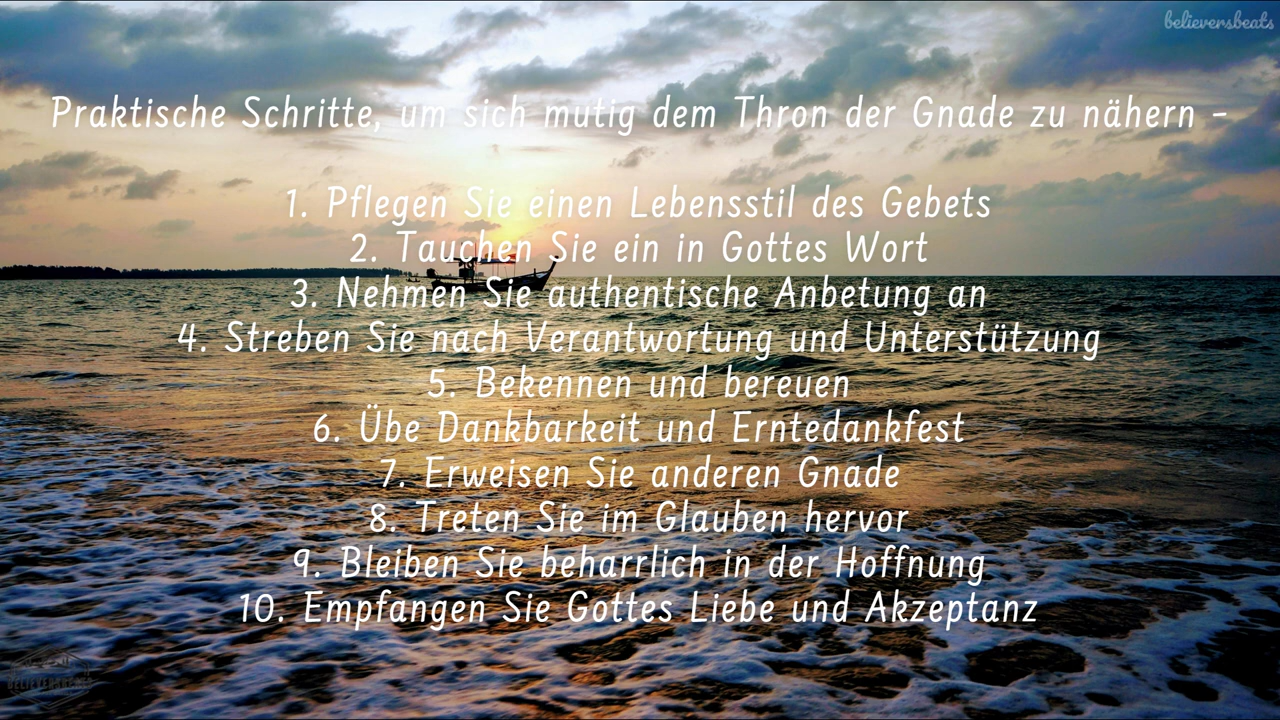 believersbeats
Praktische Schritte, um sich mutig dem Thron der Gnade zu nähern -
1. Pflegen Sie einen Lebensstil des Gebets
2. Tauchen Sie ein in Gottes Wort
3. Nehmen Sie authentische Anbetung an
4. Streben Sie nach Verantwortung und Unterstützung
5. Bekennen und bereuen
6. Übe Dankbarkeit und Erntedankfest
7. Erweisen Sie anderen Gnade
8. Treten Sie im Glauben hervor
9. Bleiben Sie beharrlich in der Hoffnung
10. Empfangen Sie Gottes Liebe und Akzeptanz
BELIEVERSBEATS